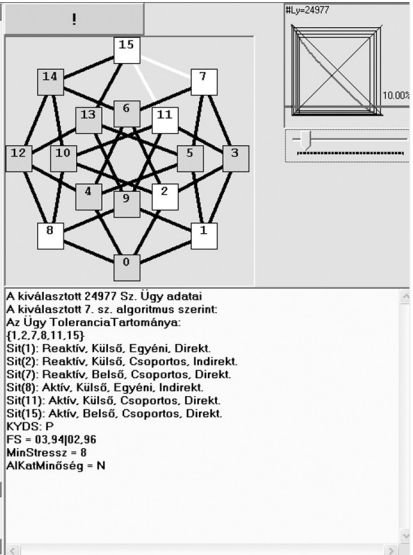 !
#Ly=24977
10.00%
15
14
7
6
13
11
12
10
5
3
4
9
2
8
1
0
A kiválasztott 24977 Sz. Ügy adatai
A kiválasztott 7. sz. algoritmus szerint:
Az Ügy ToleranciaTartománya:
{1,2,7,8,11,15}
Sit(1): Reaktív, Külső, Egyéni, Direkt.
Sit(2): Reaktív, Külső, Csoportos, Indirekt.
Sit(7): Reaktív, Belső, Csoportos, Direkt.
Sit(8): Aktív, Külső, Egyéni, Indirekt.
Sit(11): Aktív, Külső, Csoportos, Direkt.
Sit(15): Aktív, Belső, Csoportos, Direkt.
KYDS: P
FS = 03,94|02,96
MinStressz = 8
AlKatMinőség = N